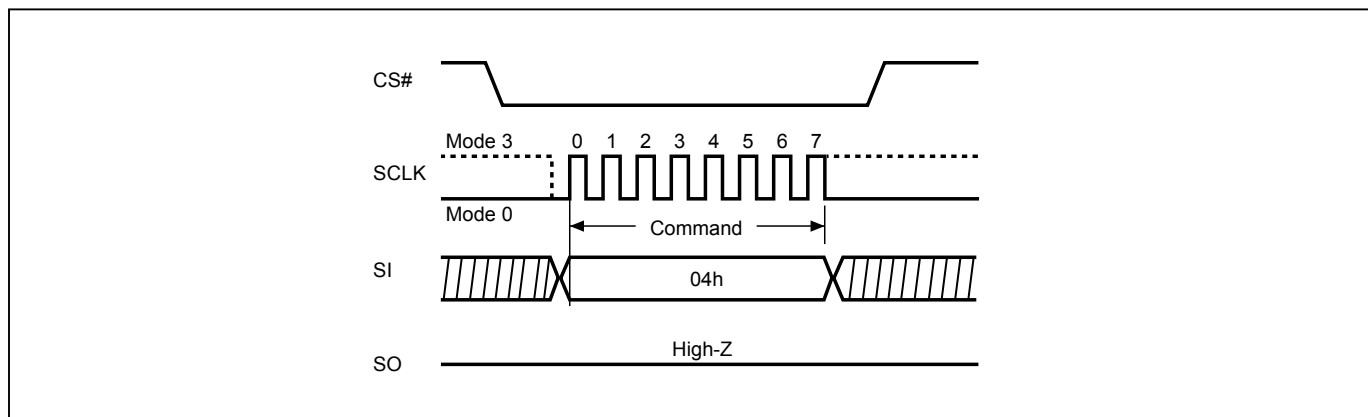 CS#
Mode 3 0 1 2 3 4 5 6 7
SCLK
Mode 0
Command
SI
04h
High-Z
SO